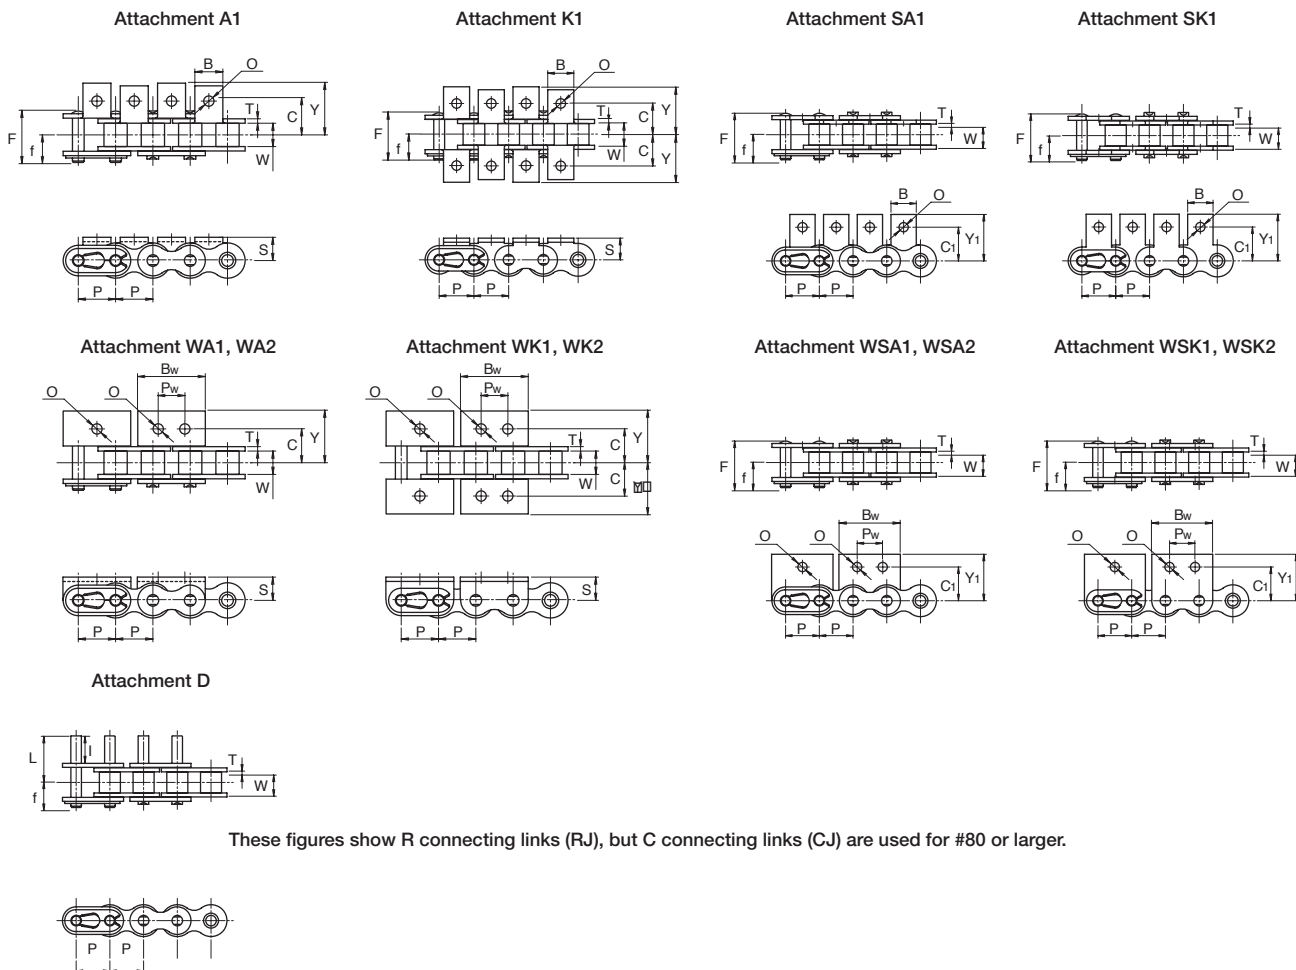 Attachment A1
B O
T C Y
F f W
S
P P
Attachment K1
B O
T C Y
F f W C Y
S
P P
Attachment SA1
T
F f W
B O
C1 Y1
P P
Attachment SK1
T
F f W
B O
C1 Y1
P P
Attachment WA1, WA2
Bw
O O Pw
T C Y
W
S
P P
Attachment WK1, WK2
Bw
O O Pw
T C Y
W C
S
P P
Attachment WSA1, WSA2
T
F f W
Bw
O O Pw
C1 Y1
P P
Attachment WSK1, WSK2
T
F f W
Bw
O O Pw
C1 Y1
P P
Attachment D
L l T
f W
These figures show R connecting links (RJ), but C connecting links (CJ) are used for #80 or larger.
P P